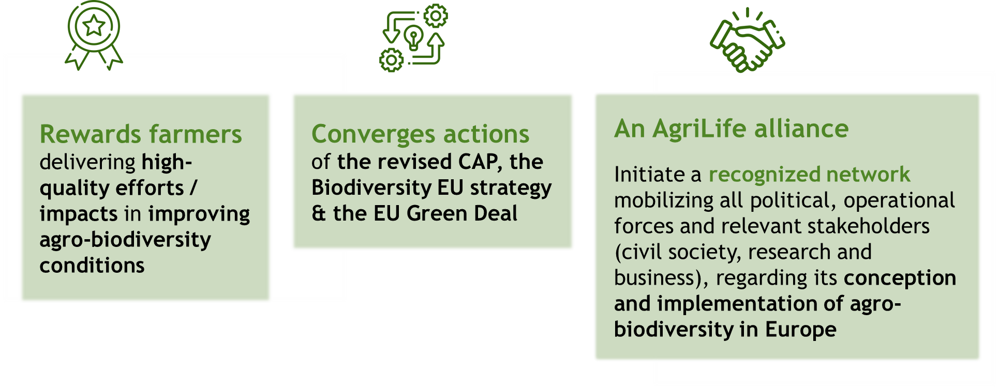 Rewards farmers
delivering high-
quality efforts /
impacts in improving
agro-biodiversity
conditions
Converges actions
of the revised CAP, the
Biodiversity EU strategy
& the EU Green Deal
An AgriLife alliance
Initiate a recognized network
mobilizing all political, operational
forces and relevant stakeholders
(civil society, research and
business), regarding its conception
and implementation of agro-
biodiversity in Europe